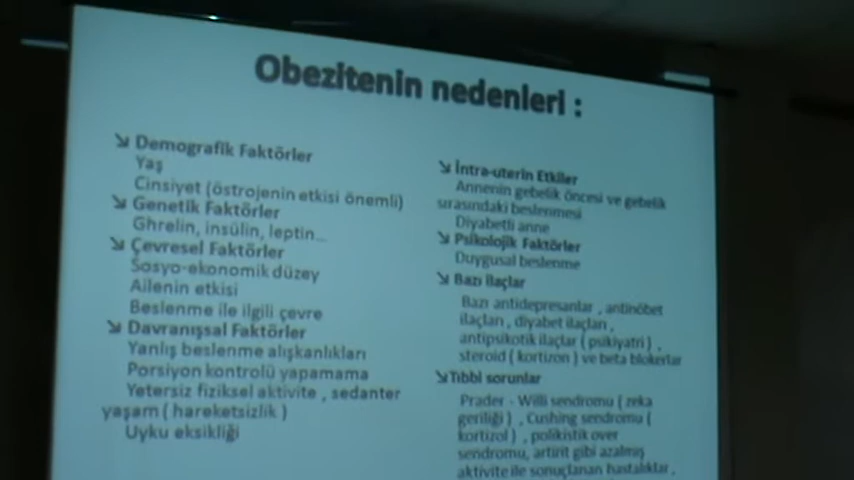 Obezitenin nedenleri :
↘ Demografik Faktörler
Yaş
Cinsiyet (östrojenin etkisi önemli)
↘ Genetik Faktörler
Ghrelin, insülin, leptin...
↘ Çevresel Faktörler
Sosyo-ekonomik düzey
Ailenin etkisi
Beslenme ile ilgili çevre
↘ Davranışsal Faktörler
Yanlış beslenme alışkanlıkları
Porsiyon kontrolü yapamama
Yetersiz fiziksel aktivite , sedanter
yaşam ( hareketsizlik )
Uyku eksikliği
↘ İntra-uterin Etkiler
Annenin gebelik öncesi ve gebelik
sırasındaki beslenmesi
Diyabetli anne
↘ Psikolojik Faktörler
Duygusal beslenme
↘ Bazı ilaçlar
Bazı antidepresanlar , antinöbet
ilaçları , diyabet ilaçları ,
antipsikotik ilaçlar ( psikiyatri ) ,
steroid ( kortizon ) ve beta blokerlar
↘ Tıbbi sorunlar
Prader - Willi sendromu ( zeka
geriliği ) , Cushing sendromu (
kortizol ) , polikistik over
sendromu, artirit gibi azalmış
aktivite ile sonuçlanan hastalıklar .